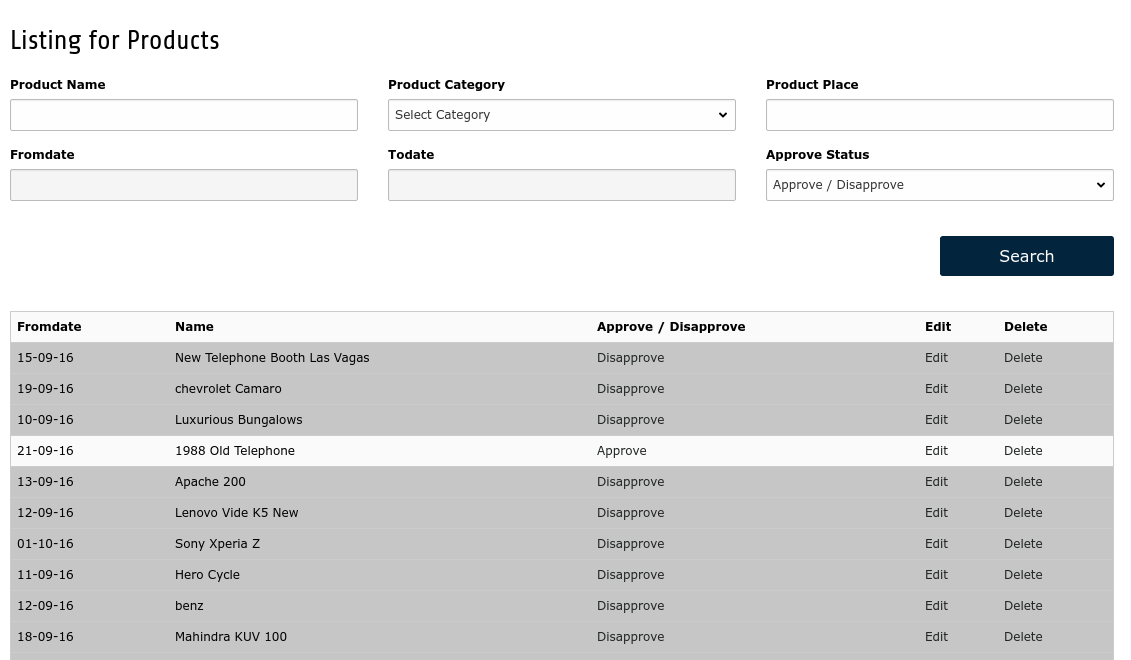 Listing for Products
Product Name Product Category Product Place
Select Category
Fromdate Todate Approve Status
Approve / Disapprove
Search
Fromdate Name Approve / Disapprove Edit Delete
15-09-16 New Telephone Booth Las Vagas Disapprove Edit Delete
19-09-16 chevrolet Camaro Disapprove Edit Delete
10-09-16 Luxurious Bungalows Disapprove Edit Delete
21-09-16 1988 Old Telephone Approve Edit Delete
13-09-16 Apache 200 Disapprove Edit Delete
12-09-16 Lenovo Vide K5 New Disapprove Edit Delete
01-10-16 Sony Xperia Z Disapprove Edit Delete
11-09-16 Hero Cycle Disapprove Edit Delete
12-09-16 benz Disapprove Edit Delete
18-09-16 Mahindra KUV 100 Disapprove Edit Delete